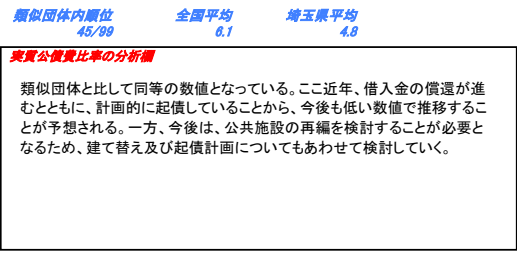 類似団体内順位 全国平均 埼玉県平均
45/99 6.1 4.8
実質公債費比率の分析欄
類似団体と比して同等の数値となっている。ここ近年、借入金の償還が進
むとともに、計画的に起債していることから、今後も低い数値で推移するこ
とが予想される。一方、今後は、公共施設の再編を検討することが必要と
なるため、建て替え及び起債計画についてもあわせて検討していく。